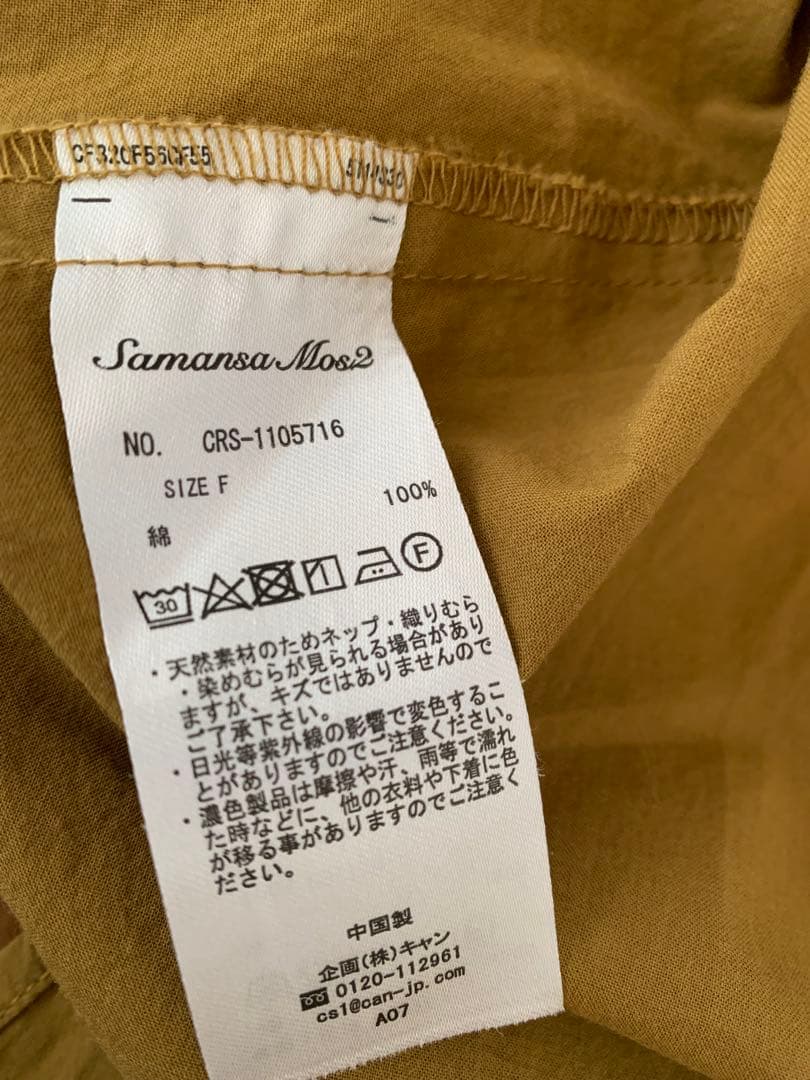 Samansa Mos2
NO. CRS-1105716
SIZE F
綿 100%
30 F
・天然素材のためネップ・織りむら
・染めむらが見られる場合があり
ますが、キズではありませんので
ご了承下さい。
・日光等紫外線の影響で変色するこ
とがありますのでご注意ください。
・濃色製品は摩擦や汗、雨等で濡れ
た時などに、他の衣料や下着に色
が移る事がありますのでご注意く
ださい。
中国製
企画(株)キャン
0120-112961
cs1@can-jp.com
A07